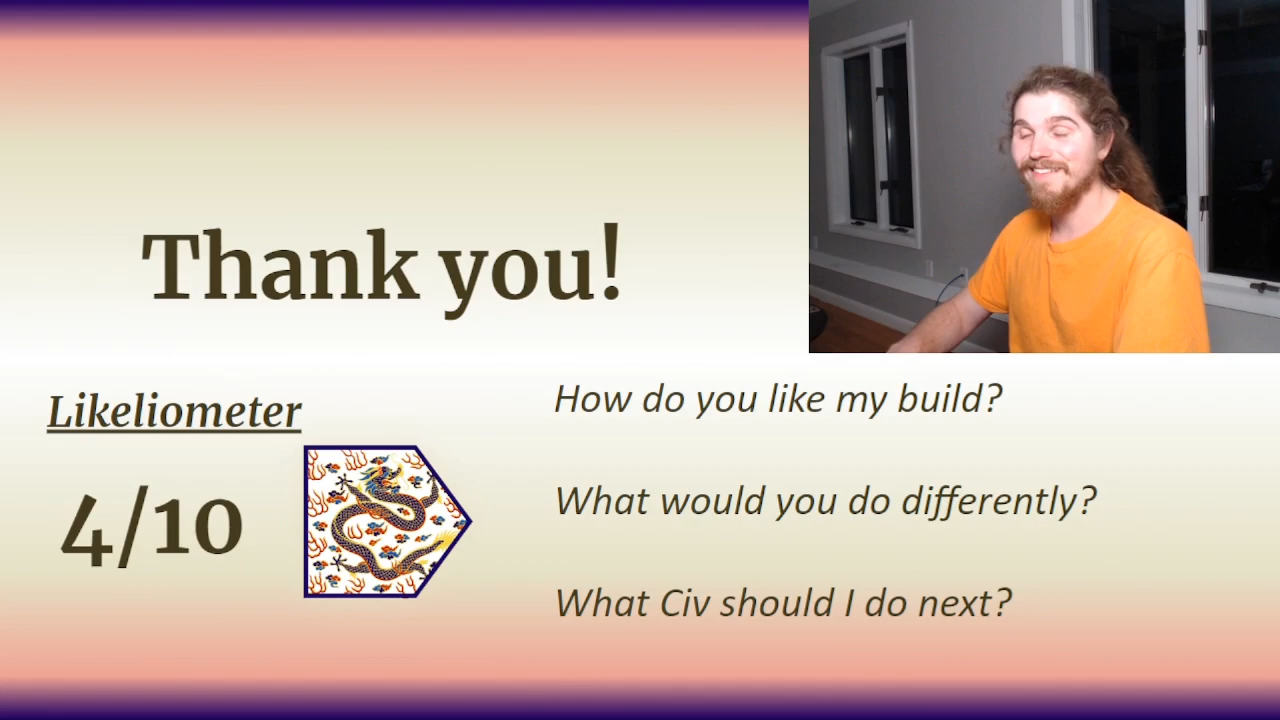 Thank you!
Likeliometer
4/10
How do you like my build?
What would you do differently?
What Civ should I do next?